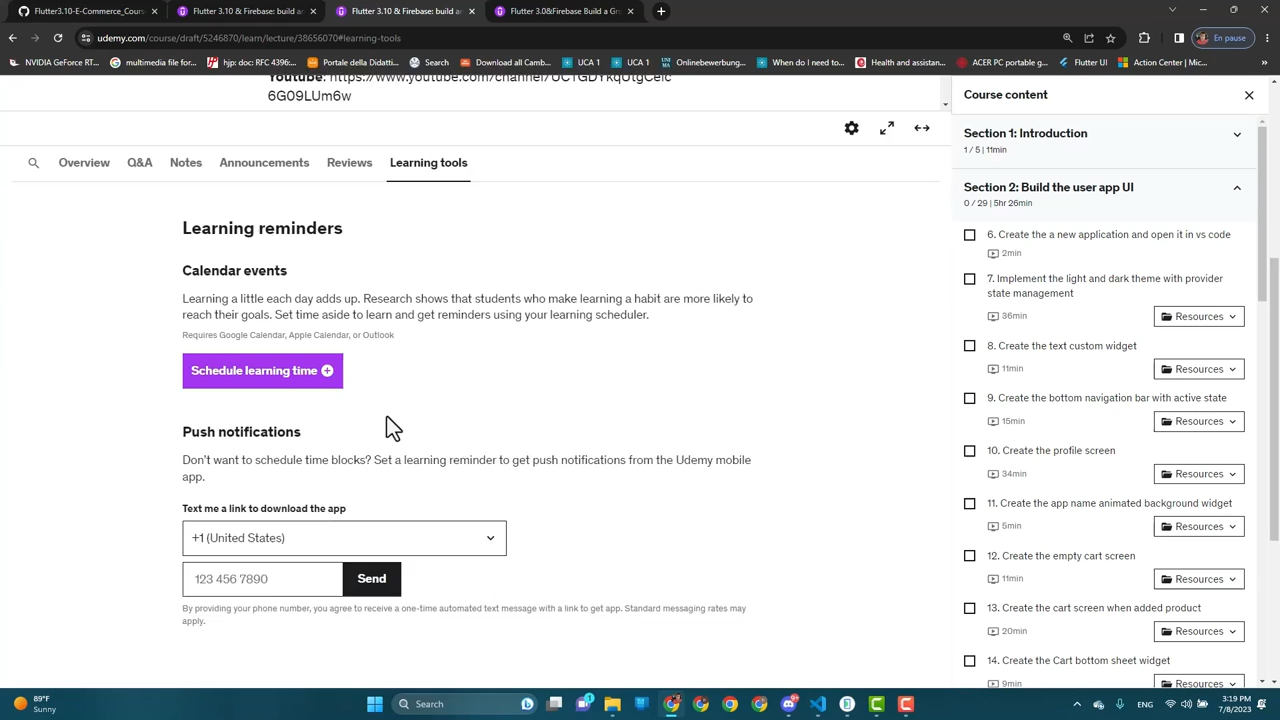 Flutter3.10-E-Commerce_Cours
Flutter 3.10 & Firebase Build a
Flutter 3.10 & Firebase Build a
Flutter 3.0&Firebase Build a Gro
udemy.com/course/draft/5246870/learn/lecture/38656070#learning-tools
En pause
NVIDIA GeForce RT...
multimedia file for...
hjpc doc: RFC 4396...
Portale della Didatt...
Search
Download all Camb...
UCA 1
Onlinebewerbung...
UCA 1
When do I need to...
Health and assistan...
ACER PC portable g...
Flutter UI
Action Center | Mic...
6G09LUm6w
Overview
Q&A
Notes
Announcements
Reviews
Learning tools
Learning reminders
Calendar events
Learning a little each day adds up. Research shows that students who make learning a habit are more likely to
reach their goals. Set time aside to learn and get reminders using your learning scheduler.
Requires Google Calendar, Apple Calendar, or Outlook
Schedule learning time
Push notifications
Don't want to schedule time blocks? Set a learning reminder to get push notifications from the Udemy mobile
app.
Text me a link to download the app
+1 (United States)
123 456 7890
Send
By providing your phone number, you agree to receive a one-time automated text message with a link to get app. Standard messaging rates may
apply.
Course content
Section 1: Introduction
1 / 5 | 11min
Section 2: Build the user app UI
0 / 29 | 5hr 26min
6. Create the a new application and open it in vs code
2min
7. Implement the light and dark theme with provider
state management
36min
Resources
8. Create the text custom widget
11min
Resources
9. Create the bottom navigation bar with active state
15min
Resources
10. Create the profile screen
34min
Resources
11. Create the app name animated background widget
5min
Resources
12. Create the empty cart screen
11min
Resources
13. Create the cart screen when added product
20min
Resources
14. Create the Cart bottom sheet widget
9min
Resources
89°F
Sunny
Search
3:19 PM
7/8/2023